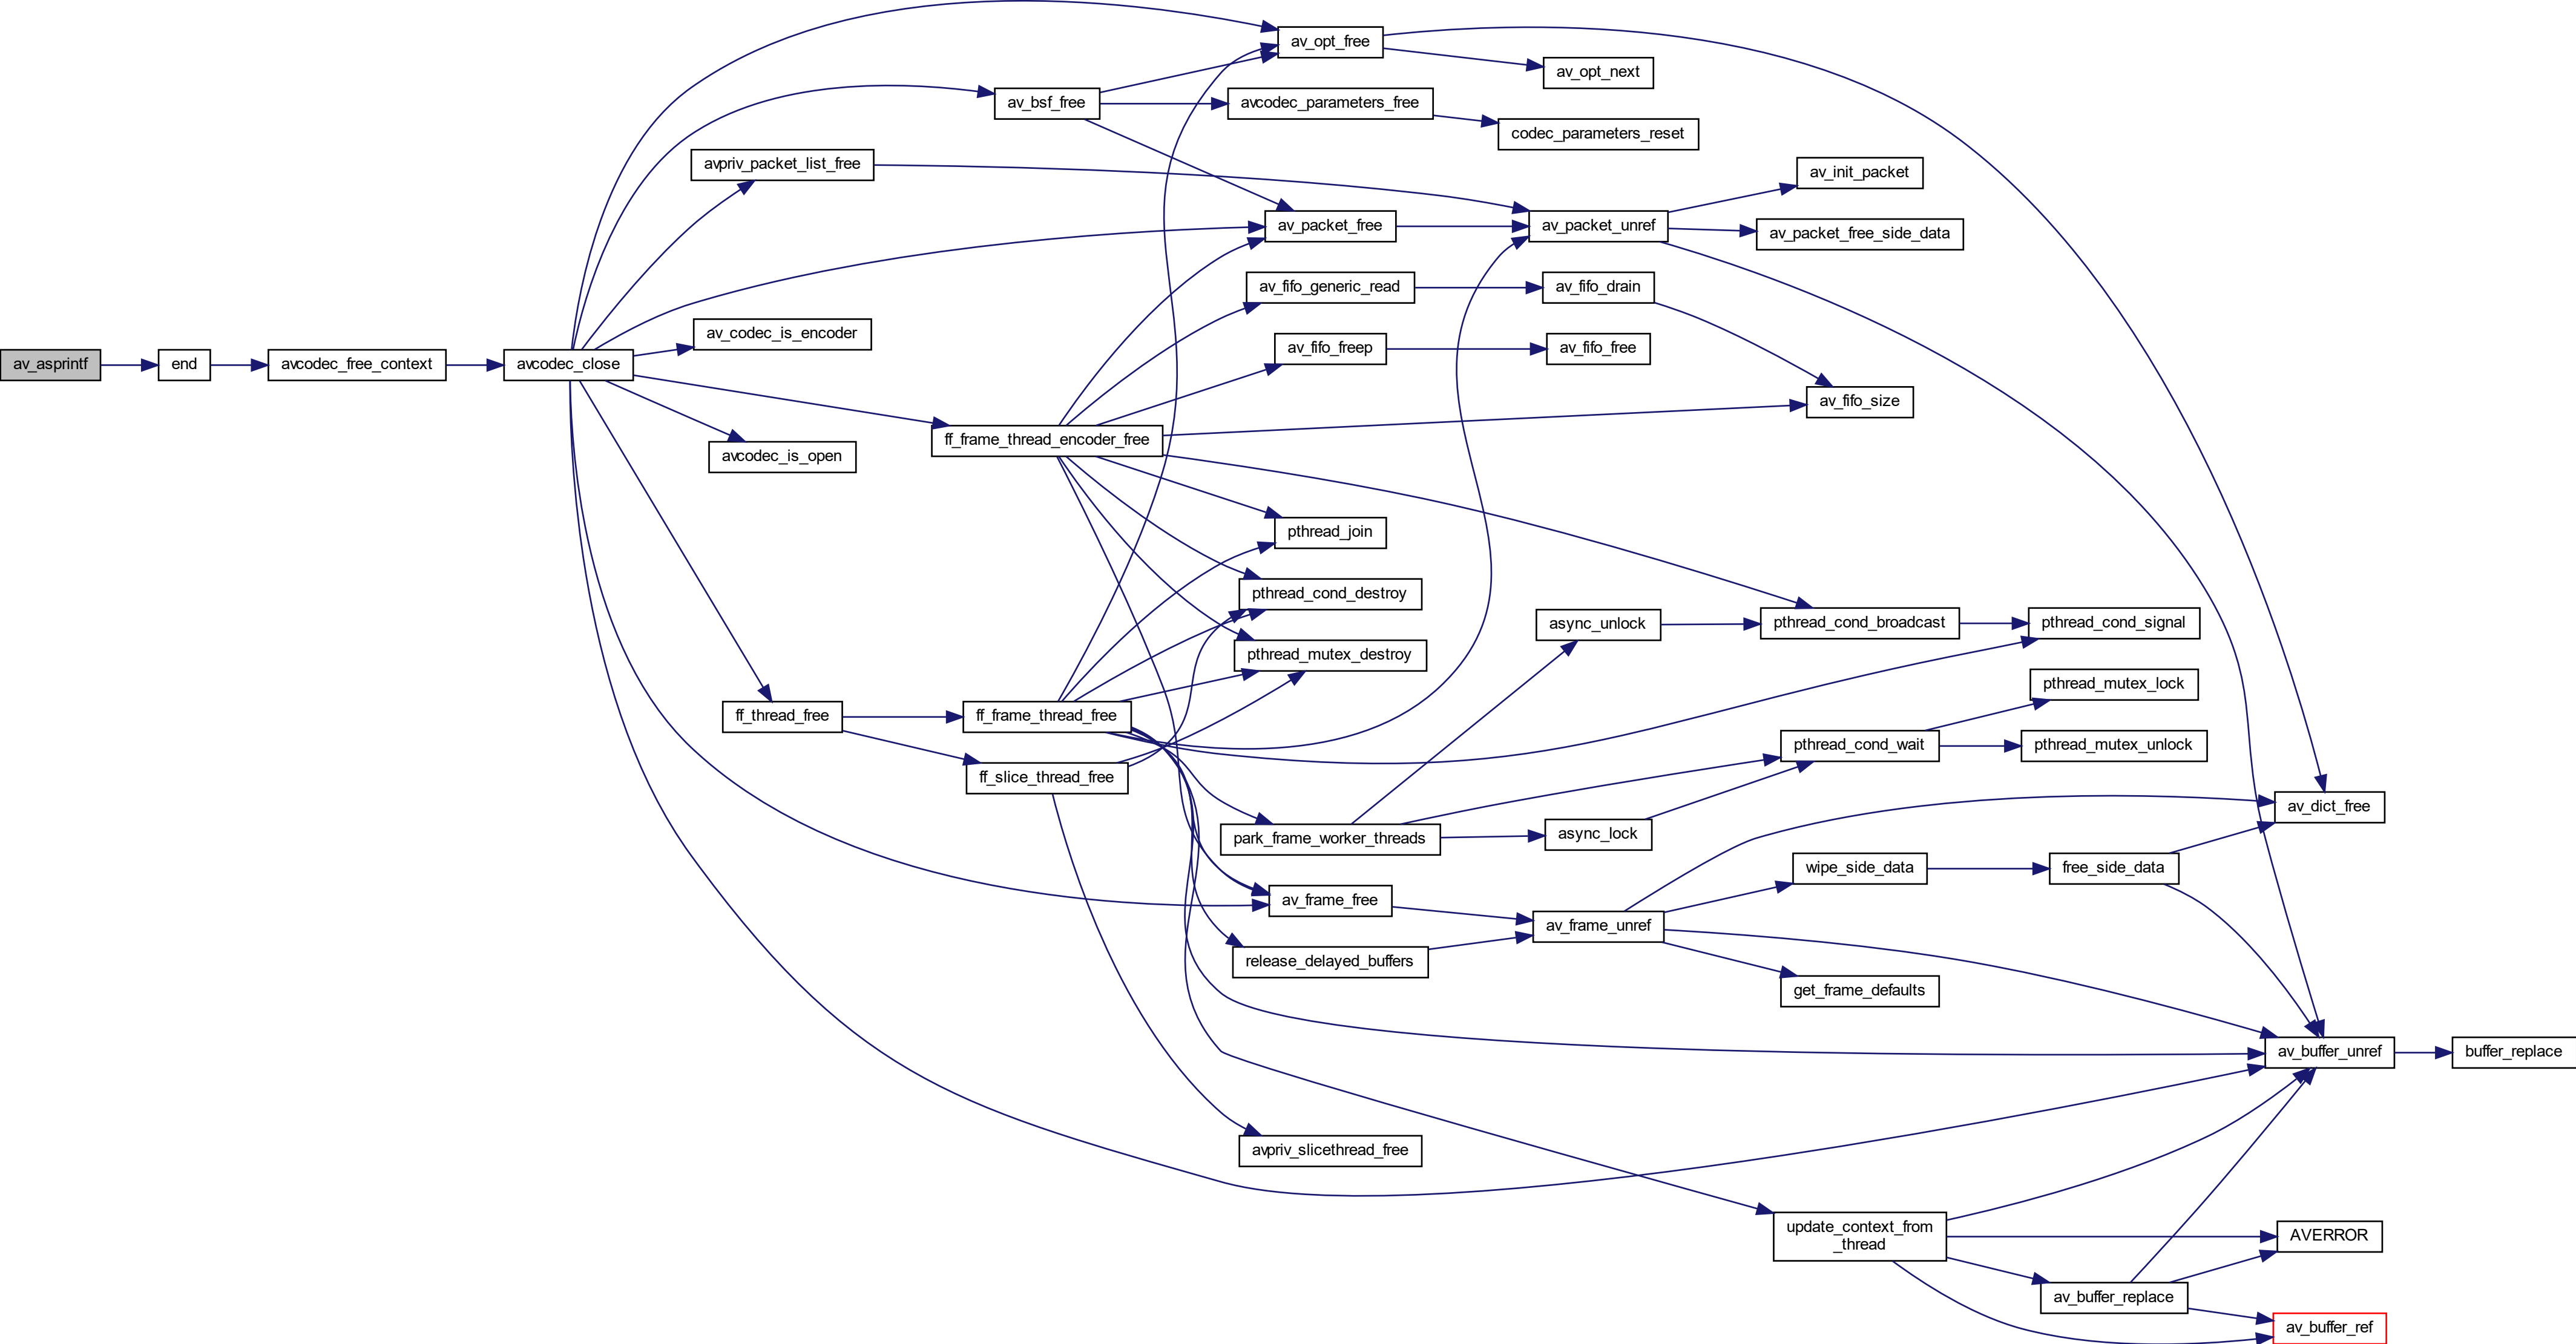 av_asprintf
end
avcodec_free_context
avcodec_close
av_opt_free
av_opt_next
av_bsf_free
avcodec_parameters_free
codec_parameters_reset
avpriv_packet_list_free
av_init_packet
av_packet_free
av_packet_unref
av_packet_free_side_data
av_fifo_generic_read
av_fifo_drain
av_codec_is_encoder
av_fifo_freep
av_fifo_free
av_fifo_size
ff_frame_thread_encoder_free
avcodec_is_open
pthread_join
pthread_cond_destroy
async_unlock
pthread_cond_broadcast
pthread_cond_signal
pthread_mutex_destroy
pthread_mutex_lock
ff_thread_free
ff_frame_thread_free
pthread_cond_wait
pthread_mutex_unlock
ff_slice_thread_free
av_dict_free
park_frame_worker_threads
async_lock
wipe_side_data
free_side_data
av_frame_free
av_frame_unref
release_delayed_buffers
get_frame_defaults
av_buffer_unref
buffer_replace
avpriv_slicethread_free
update_context_from
_thread
AVERROR
av_buffer_replace
av_buffer_ref